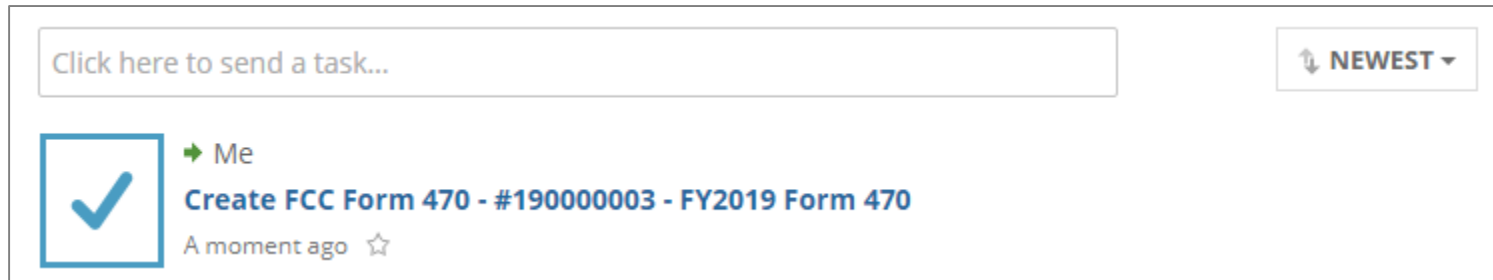 Click here to send a task...
NEWEST
Me
Create FCC Form 470 - #190000003 - FY2019 Form 470
A moment ago